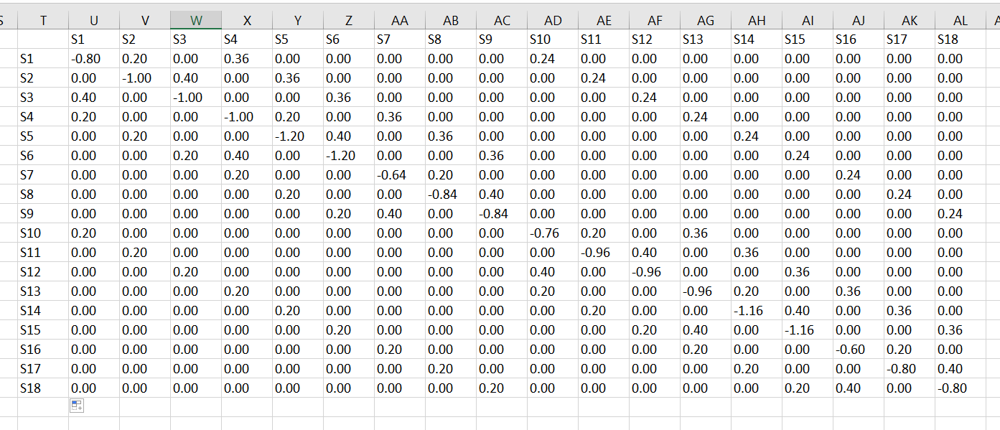 S T U V W X Y Z AA AB AC AD AE AF AG AH AI AJ AK AL A
S1 S2 S3 S4 S5 S6 S7 S8 S9 S10 S11 S12 S13 S14 S15 S16 S17 S18
S1 -0.80 0.20 0.00 0.36 0.00 0.00 0.00 0.00 0.00 0.24 0.00 0.00 0.00 0.00 0.00 0.00 0.00 0.00
S2 0.00 -1.00 0.40 0.00 0.36 0.00 0.00 0.00 0.00 0.00 0.24 0.00 0.00 0.00 0.00 0.00 0.00 0.00
S3 0.40 0.00 -1.00 0.00 0.00 0.36 0.00 0.00 0.00 0.00 0.00 0.24 0.00 0.00 0.00 0.00 0.00 0.00
S4 0.20 0.00 0.00 -1.00 0.20 0.00 0.36 0.00 0.00 0.00 0.00 0.00 0.24 0.00 0.00 0.00 0.00 0.00
S5 0.00 0.20 0.00 0.00 -1.20 0.40 0.00 0.36 0.00 0.00 0.00 0.00 0.00 0.24 0.00 0.00 0.00 0.00
S6 0.00 0.00 0.20 0.40 0.00 -1.20 0.00 0.00 0.36 0.00 0.00 0.00 0.00 0.00 0.24 0.00 0.00 0.00
S7 0.00 0.00 0.00 0.20 0.00 0.00 -0.64 0.20 0.00 0.00 0.00 0.00 0.00 0.00 0.00 0.24 0.00 0.00
S8 0.00 0.00 0.00 0.00 0.20 0.00 0.00 -0.84 0.40 0.00 0.00 0.00 0.00 0.00 0.00 0.00 0.24 0.00
S9 0.00 0.00 0.00 0.00 0.00 0.20 0.40 0.00 -0.84 0.00 0.00 0.00 0.00 0.00 0.00 0.00 0.00 0.24
S10 0.20 0.00 0.00 0.00 0.00 0.00 0.00 0.00 0.00 -0.76 0.20 0.00 0.36 0.00 0.00 0.00 0.00 0.00
S11 0.00 0.20 0.00 0.00 0.00 0.00 0.00 0.00 0.00 0.00 -0.96 0.40 0.00 0.36 0.00 0.00 0.00 0.00
S12 0.00 0.00 0.20 0.00 0.00 0.00 0.00 0.00 0.00 0.40 0.00 -0.96 0.00 0.00 0.36 0.00 0.00 0.00
S13 0.00 0.00 0.00 0.20 0.00 0.00 0.00 0.00 0.00 0.20 0.00 0.00 -0.96 0.20 0.00 0.36 0.00 0.00
S14 0.00 0.00 0.00 0.00 0.20 0.00 0.00 0.00 0.00 0.00 0.20 0.00 0.00 -1.16 0.40 0.00 0.36 0.00
S15 0.00 0.00 0.00 0.00 0.00 0.20 0.00 0.00 0.00 0.00 0.00 0.20 0.40 0.00 -1.16 0.00 0.00 0.36
S16 0.00 0.00 0.00 0.00 0.00 0.00 0.20 0.00 0.00 0.00 0.00 0.00 0.20 0.00 0.00 -0.60 0.20 0.00
S17 0.00 0.00 0.00 0.00 0.00 0.00 0.00 0.20 0.00 0.00 0.00 0.00 0.00 0.20 0.00 0.00 -0.80 0.40
S18 0.00 0.00 0.00 0.00 0.00 0.00 0.00 0.00 0.20 0.00 0.00 0.00 0.00 0.00 0.20 0.40 0.00 -0.80